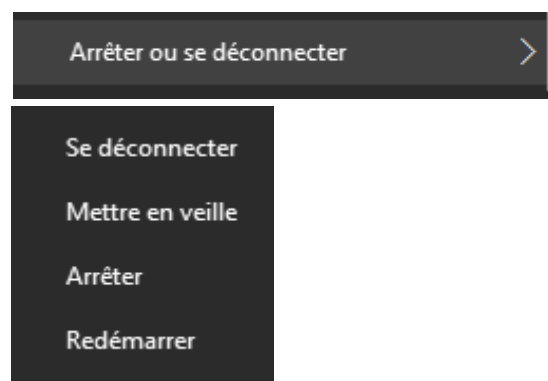 Arrêter ou se déconnecter
Se déconnecter
Mettre en veille
Arrêter
Redémarrer